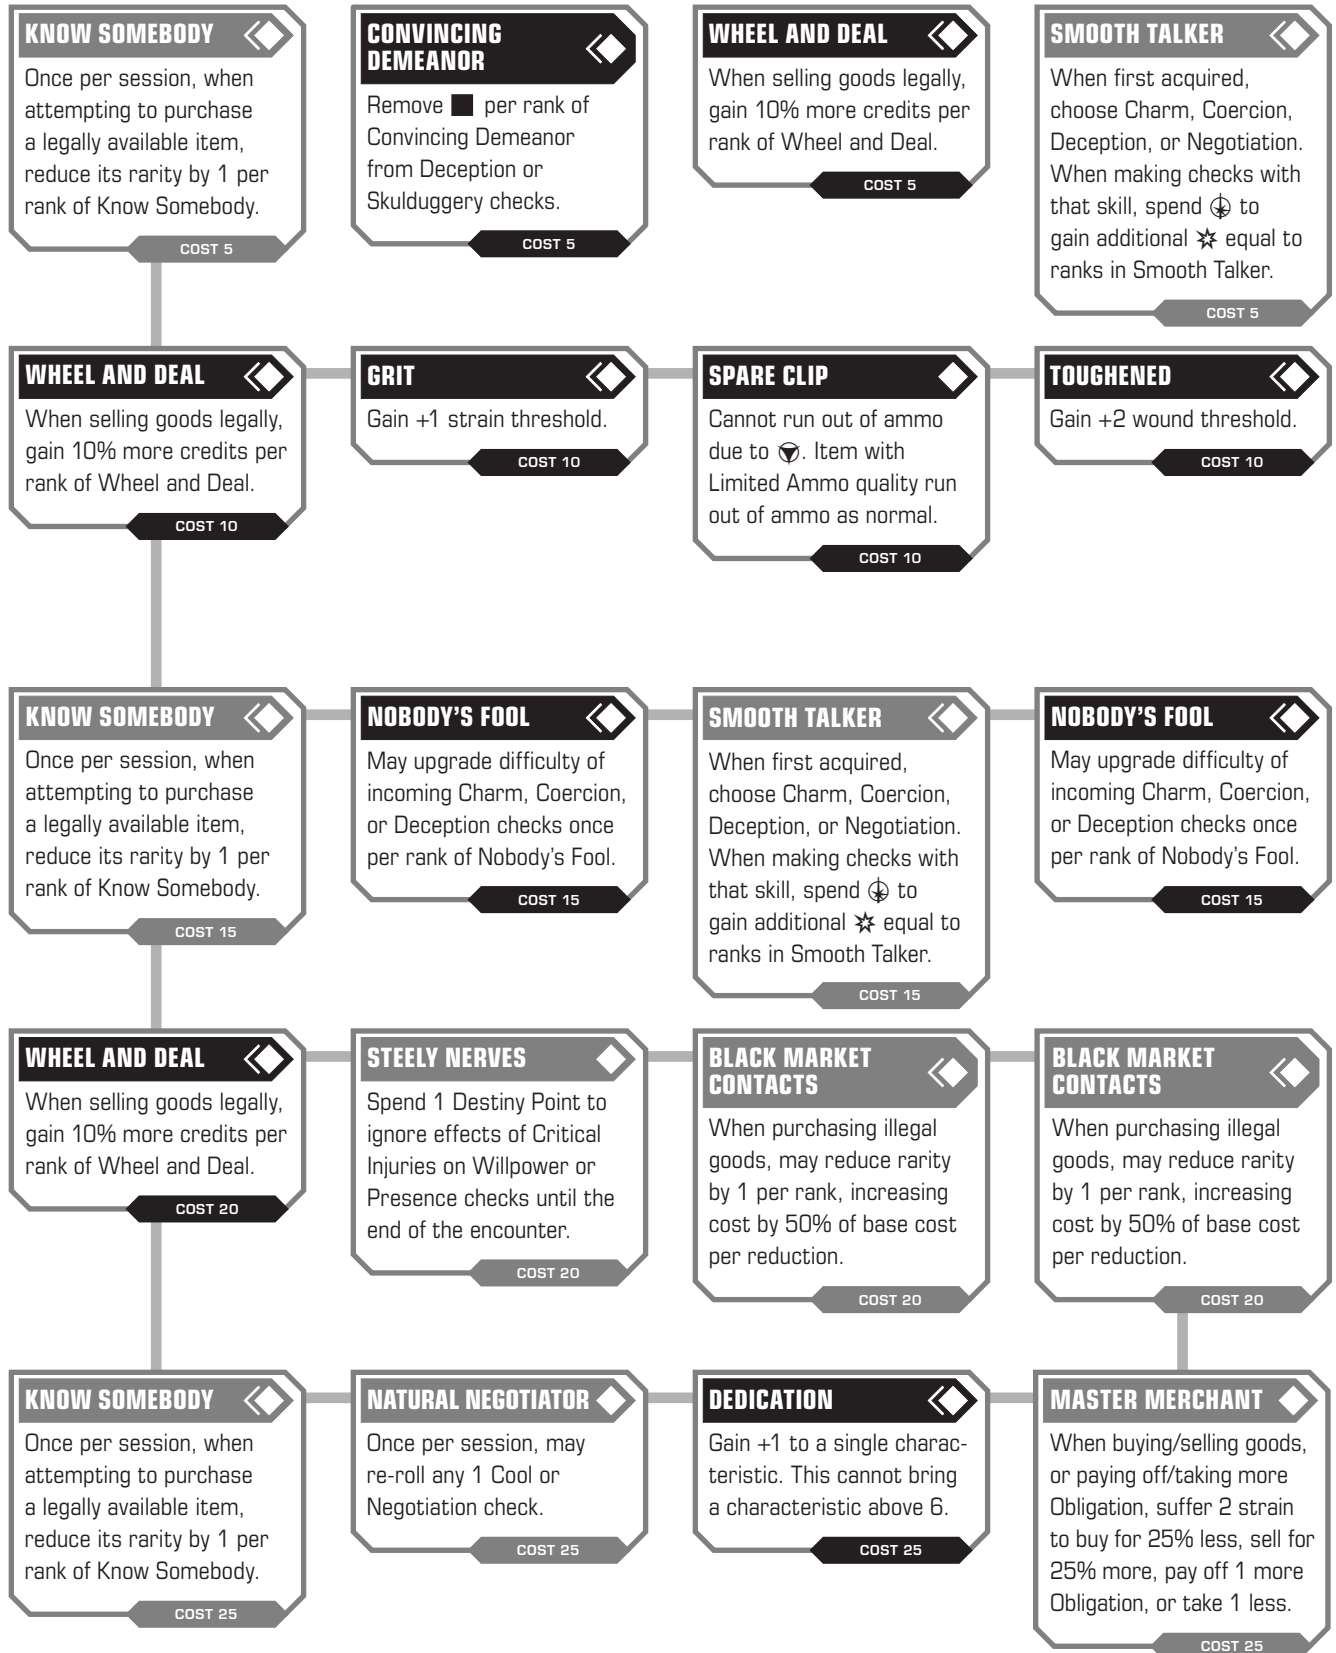 KNOW SOMEBODY
Once per session, when
attempting to purchase
a legally available item,
reduce its rarity by 1 per
rank of Know Somebody.
COST 5
CONVINCING
DEMEANOR
Remove per rank of
Convincing Demeanor
from Deception or
Skulduggery checks.
COST 5
WHEEL AND DEAL
When selling goods legally,
gain 10% more credits per
rank of Wheel and Deal.
COST 5
SMOOTH TALKER
When first acquired,
choose Charm, Coercion,
Deception, or Negotiation.
When making checks with
that skill, spend to
gain additional equal to
ranks in Smooth Talker.
COST 5
WHEEL AND DEAL
When selling goods legally,
gain 10% more credits per
rank of Wheel and Deal.
COST 10
GRIT
Gain +1 strain threshold.
COST 10
SPARE CLIP
Cannot run out of ammo
due to . Item with
Limited Ammo quality run
out of ammo as normal.
COST 10
TOUGHENED
Gain +2 wound threshold.
COST 10
KNOW SOMEBODY
Once per session, when
attempting to purchase
a legally available item,
reduce its rarity by 1 per
rank of Know Somebody.
COST 15
NOBODY'S FOOL
May upgrade difficulty of
incoming Charm, Coercion,
or Deception checks once
per rank of Nobody's Fool.
COST 15
SMOOTH TALKER
When first acquired,
choose Charm, Coercion,
Deception, or Negotiation.
When making checks with
that skill, spend to
gain additional equal to
ranks in Smooth Talker.
COST 15
NOBODY'S FOOL
May upgrade difficulty of
incoming Charm, Coercion,
or Deception checks once
per rank of Nobody's Fool.
COST 15
WHEEL AND DEAL
When selling goods legally,
gain 10% more credits per
rank of Wheel and Deal.
COST 20
STEELY NERVES
Spend 1 Destiny Point to
ignore effects of Critical
Injuries on Willpower or
Presence checks until the
end of the encounter.
COST 20
BLACK MARKET
CONTACTS
When purchasing illegal
goods, may reduce rarity
by 1 per rank, increasing
cost by 50% of base cost
per reduction.
COST 20
BLACK MARKET
CONTACTS
When purchasing illegal
goods, may reduce rarity
by 1 per rank, increasing
cost by 50% of base cost
per reduction.
COST 20
KNOW SOMEBODY
Once per session, when
attempting to purchase
a legally available item,
reduce its rarity by 1 per
rank of Know Somebody.
COST 25
NATURAL NEGOTIATOR
Once per session, may
re-roll any 1 Cool or
Negotiation check.
COST 25
DEDICATION
Gain +1 to a single charac-
teristic. This cannot bring
a characteristic above 6.
COST 25
MASTER MERCHANT
When buying/selling goods,
or paying off/taking more
Obligation, suffer 2 strain
to buy for 25% less, sell for
25% more, pay off 1 more
Obligation, or take 1 less.
COST 25